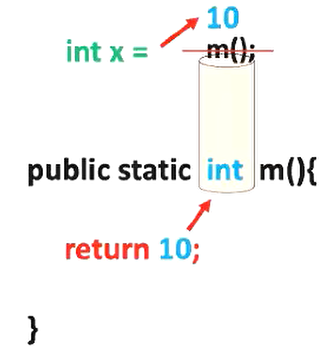 10
int x = m();
public static int m(){
return 10;
}